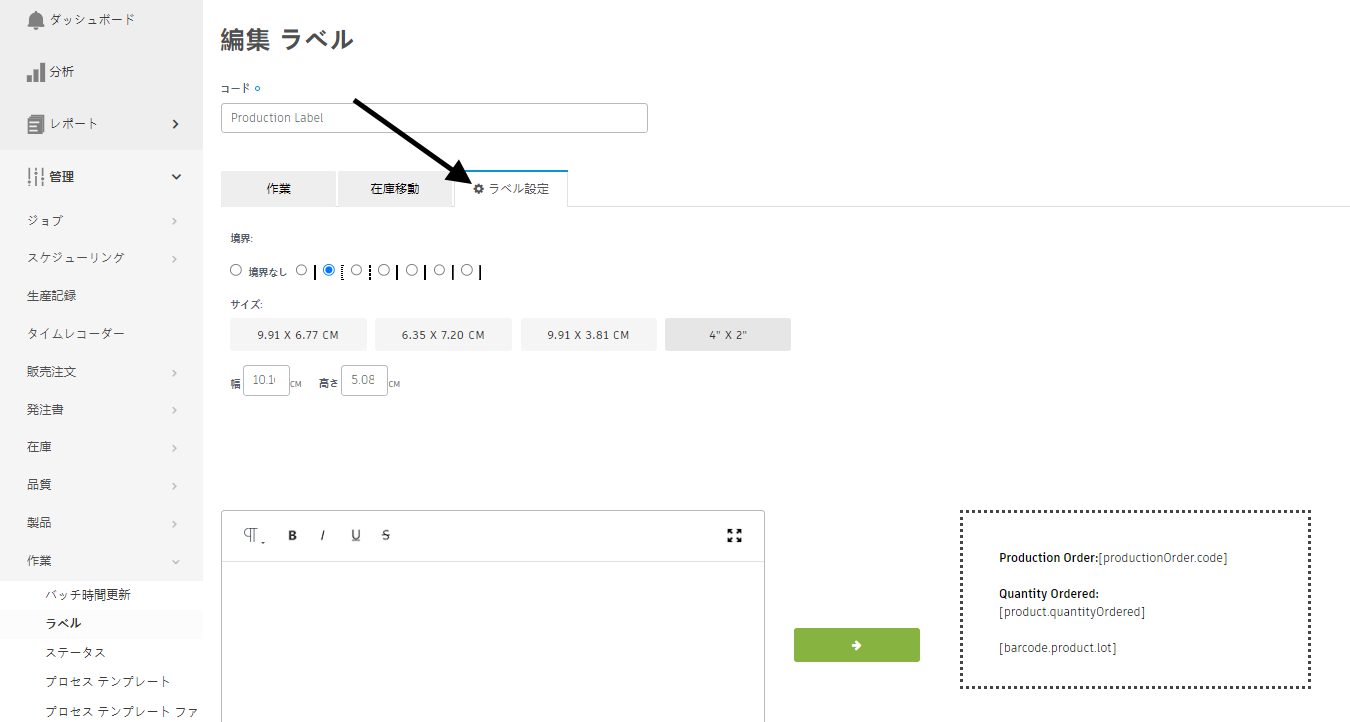 ダッシュボード
分析
レポート
管理
ジョブ
スケジューリング
生産記録
タイムレコーダー
販売注文
発注書
在庫
品質
製品
作業
バッチ時間更新
ラベル
ステータス
プロセス テンプレート
プロセス テンプレート ファ
編集 ラベル
コード
Production Label
作業 在庫移動 ラベル設定
境界:
境界なし
サイズ:
9.91 X 6.77 CM 6.35 X 7.20 CM 9.91 X 3.81 CM 4" X 2"
幅 10.16 CM 高さ 5.08 CM
B I U S
Production Order:[productionOrder.code]
Quantity Ordered:
[product.quantityOrdered]
[barcode.product.lot]